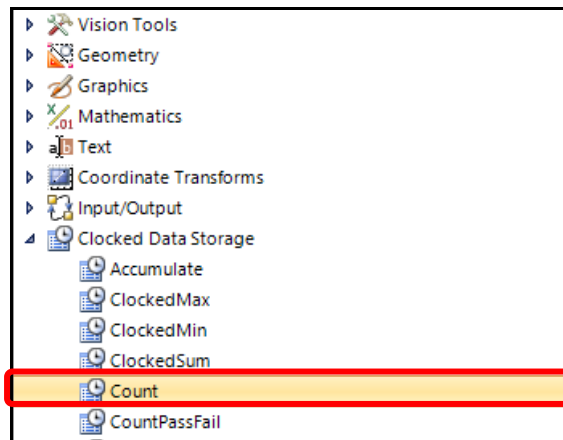 Vision Tools
Geometry
Graphics
Mathematics
Text
Coordinate Transforms
Input/Output
Clocked Data Storage
Accumulate
ClockedMax
ClockedMin
ClockedSum
Count
CountPassFail